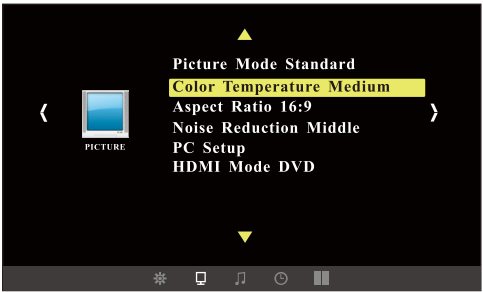 Picture Mode Standard
Color Temperature Medium
Aspect Ratio 16:9
Noise Reduction Middle
PC Setup
HDMI Mode DVD
PICTURE